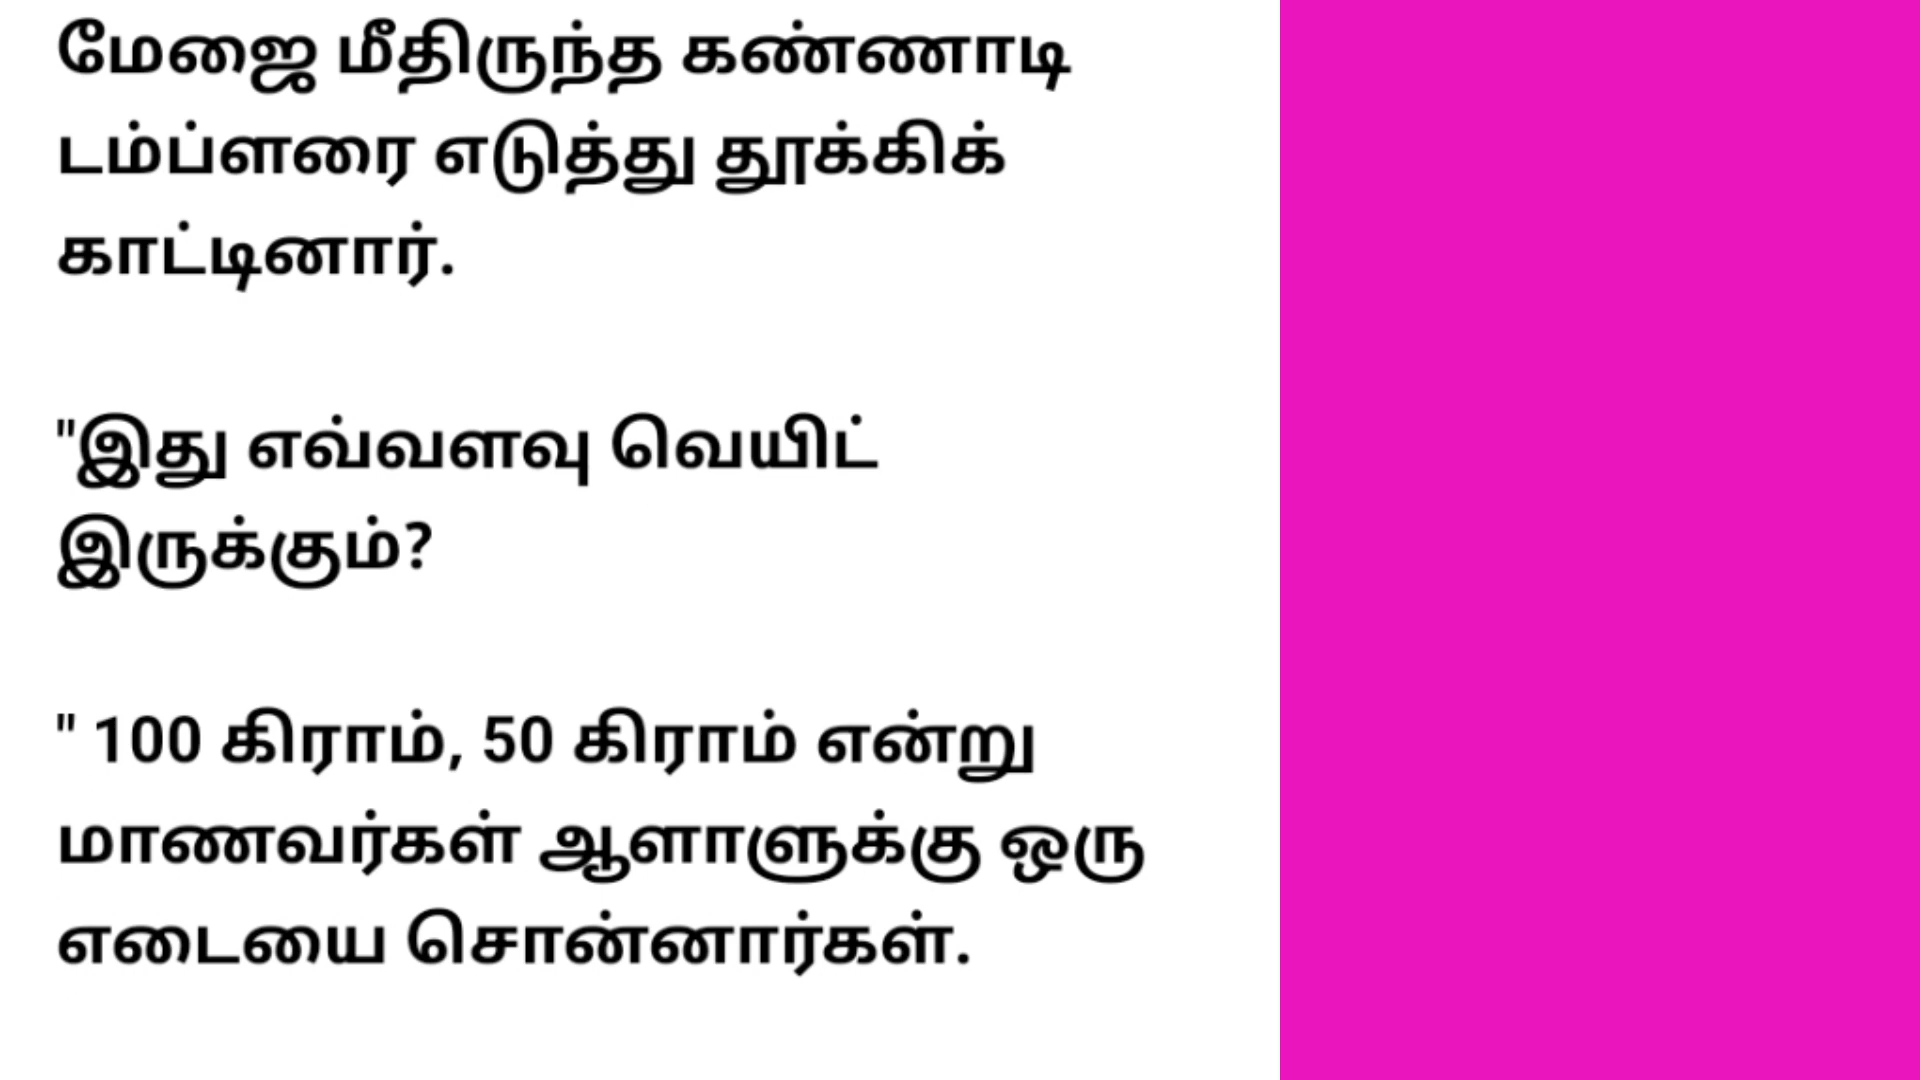 மேஜை மீதிருந்த கண்ணாடி
டம்ப்ளரை எடுத்து தூக்கிக்
காட்டினார்.
"இது எவ்வளவு வெயிட்
இருக்கும்?
" 100 கிராம், 50 கிராம் என்று
மாணவர்கள் ஆளாளுக்கு ஒரு
எடையை சொன்னார்கள்.